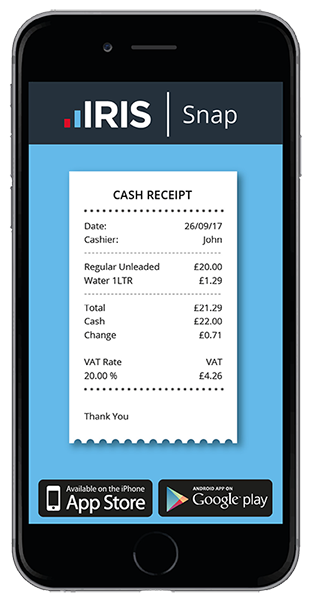 IRIS | Snap
CASH RECEIPT
Date: 26/09/17
Cashier: John
Regular Unleaded £20.00
Water 1LTR £1.29
Total £21.29
Cash £22.00
Change £0.71
VAT Rate VAT
20.00 % £4.26
Thank You
Available on the iPhone
App Store
ANDROID APP ON
Google play